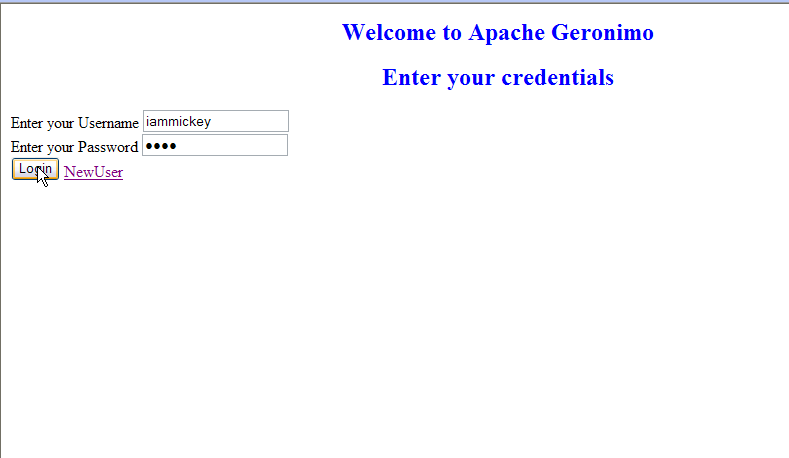 Welcome to Apache Geronimo
Enter your credentials
Enter your Username iammickey
Enter your Password ••••
Login NewUser